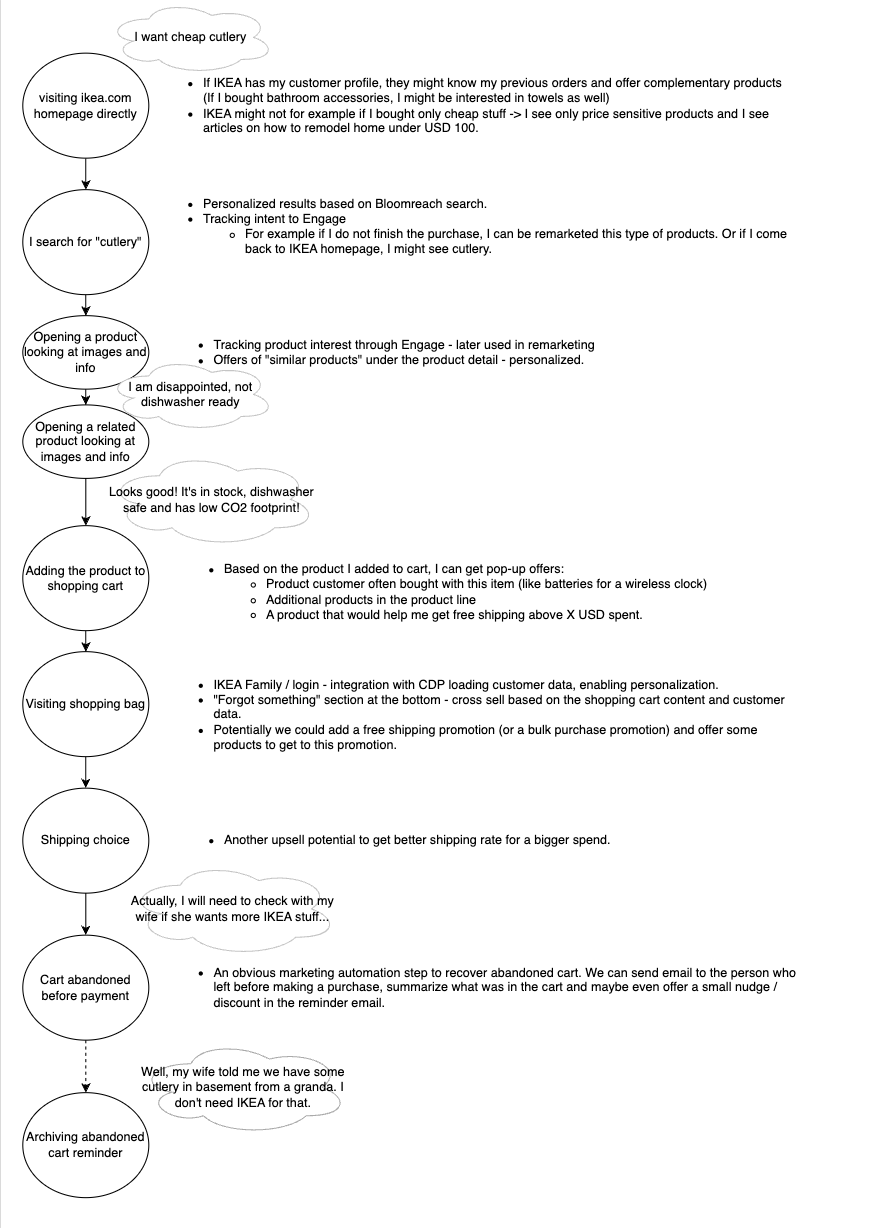 I want cheap cutlery
visiting ikea.com
homepage directly
• If IKEA has my customer profile, they might know my previous orders and offer complementary products
(If I bought bathroom accessories, I might be interested in towels as well)
• IKEA might not for example if I bought only cheap stuff -> I see only price sensitive products and I see
articles on how to remodel home under USD 100.
I search for "cutlery"
• Personalized results based on Bloomreach search.
• Tracking intent to Engage
○ For example if I do not finish the purchase, I can be remarketed this type of products. Or if I come
back to IKEA homepage, I might see cutlery.
Opening a product
looking at images and
info
• Tracking product interest through Engage - later used in remarketing
• Offers of "similar products" under the product detail - personalized.
I am disappointed, not
dishwasher ready
Opening a related
product looking at
images and info
Looks good! It's in stock, dishwasher
safe and has low CO2 footprint!
Adding the product to
shopping cart
• Based on the product I added to cart, I can get pop-up offers:
○ Product customer often bought with this item (like batteries for a wireless clock)
○ Additional products in the product line
○ A product that would help me get free shipping above X USD spent.
Visiting shopping bag
• IKEA Family / login - integration with CDP loading customer data, enabling personalization.
• "Forgot something" section at the bottom - cross sell based on the shopping cart content and customer
data.
• Potentially we could add a free shipping promotion (or a bulk purchase promotion) and offer some
products to get to this promotion.
Shipping choice
• Another upsell potential to get better shipping rate for a bigger spend.
Actually, I will need to check with my
wife if she wants more IKEA stuff...
Cart abandoned
before payment
• An obvious marketing automation step to recover abandoned cart. We can send email to the person who
left before making a purchase, summarize what was in the cart and maybe even offer a small nudge /
discount in the reminder email.
Well, my wife told me we have some
cutlery in basement from a granda. I
don't need IKEA for that.
Archiving abandoned
cart reminder